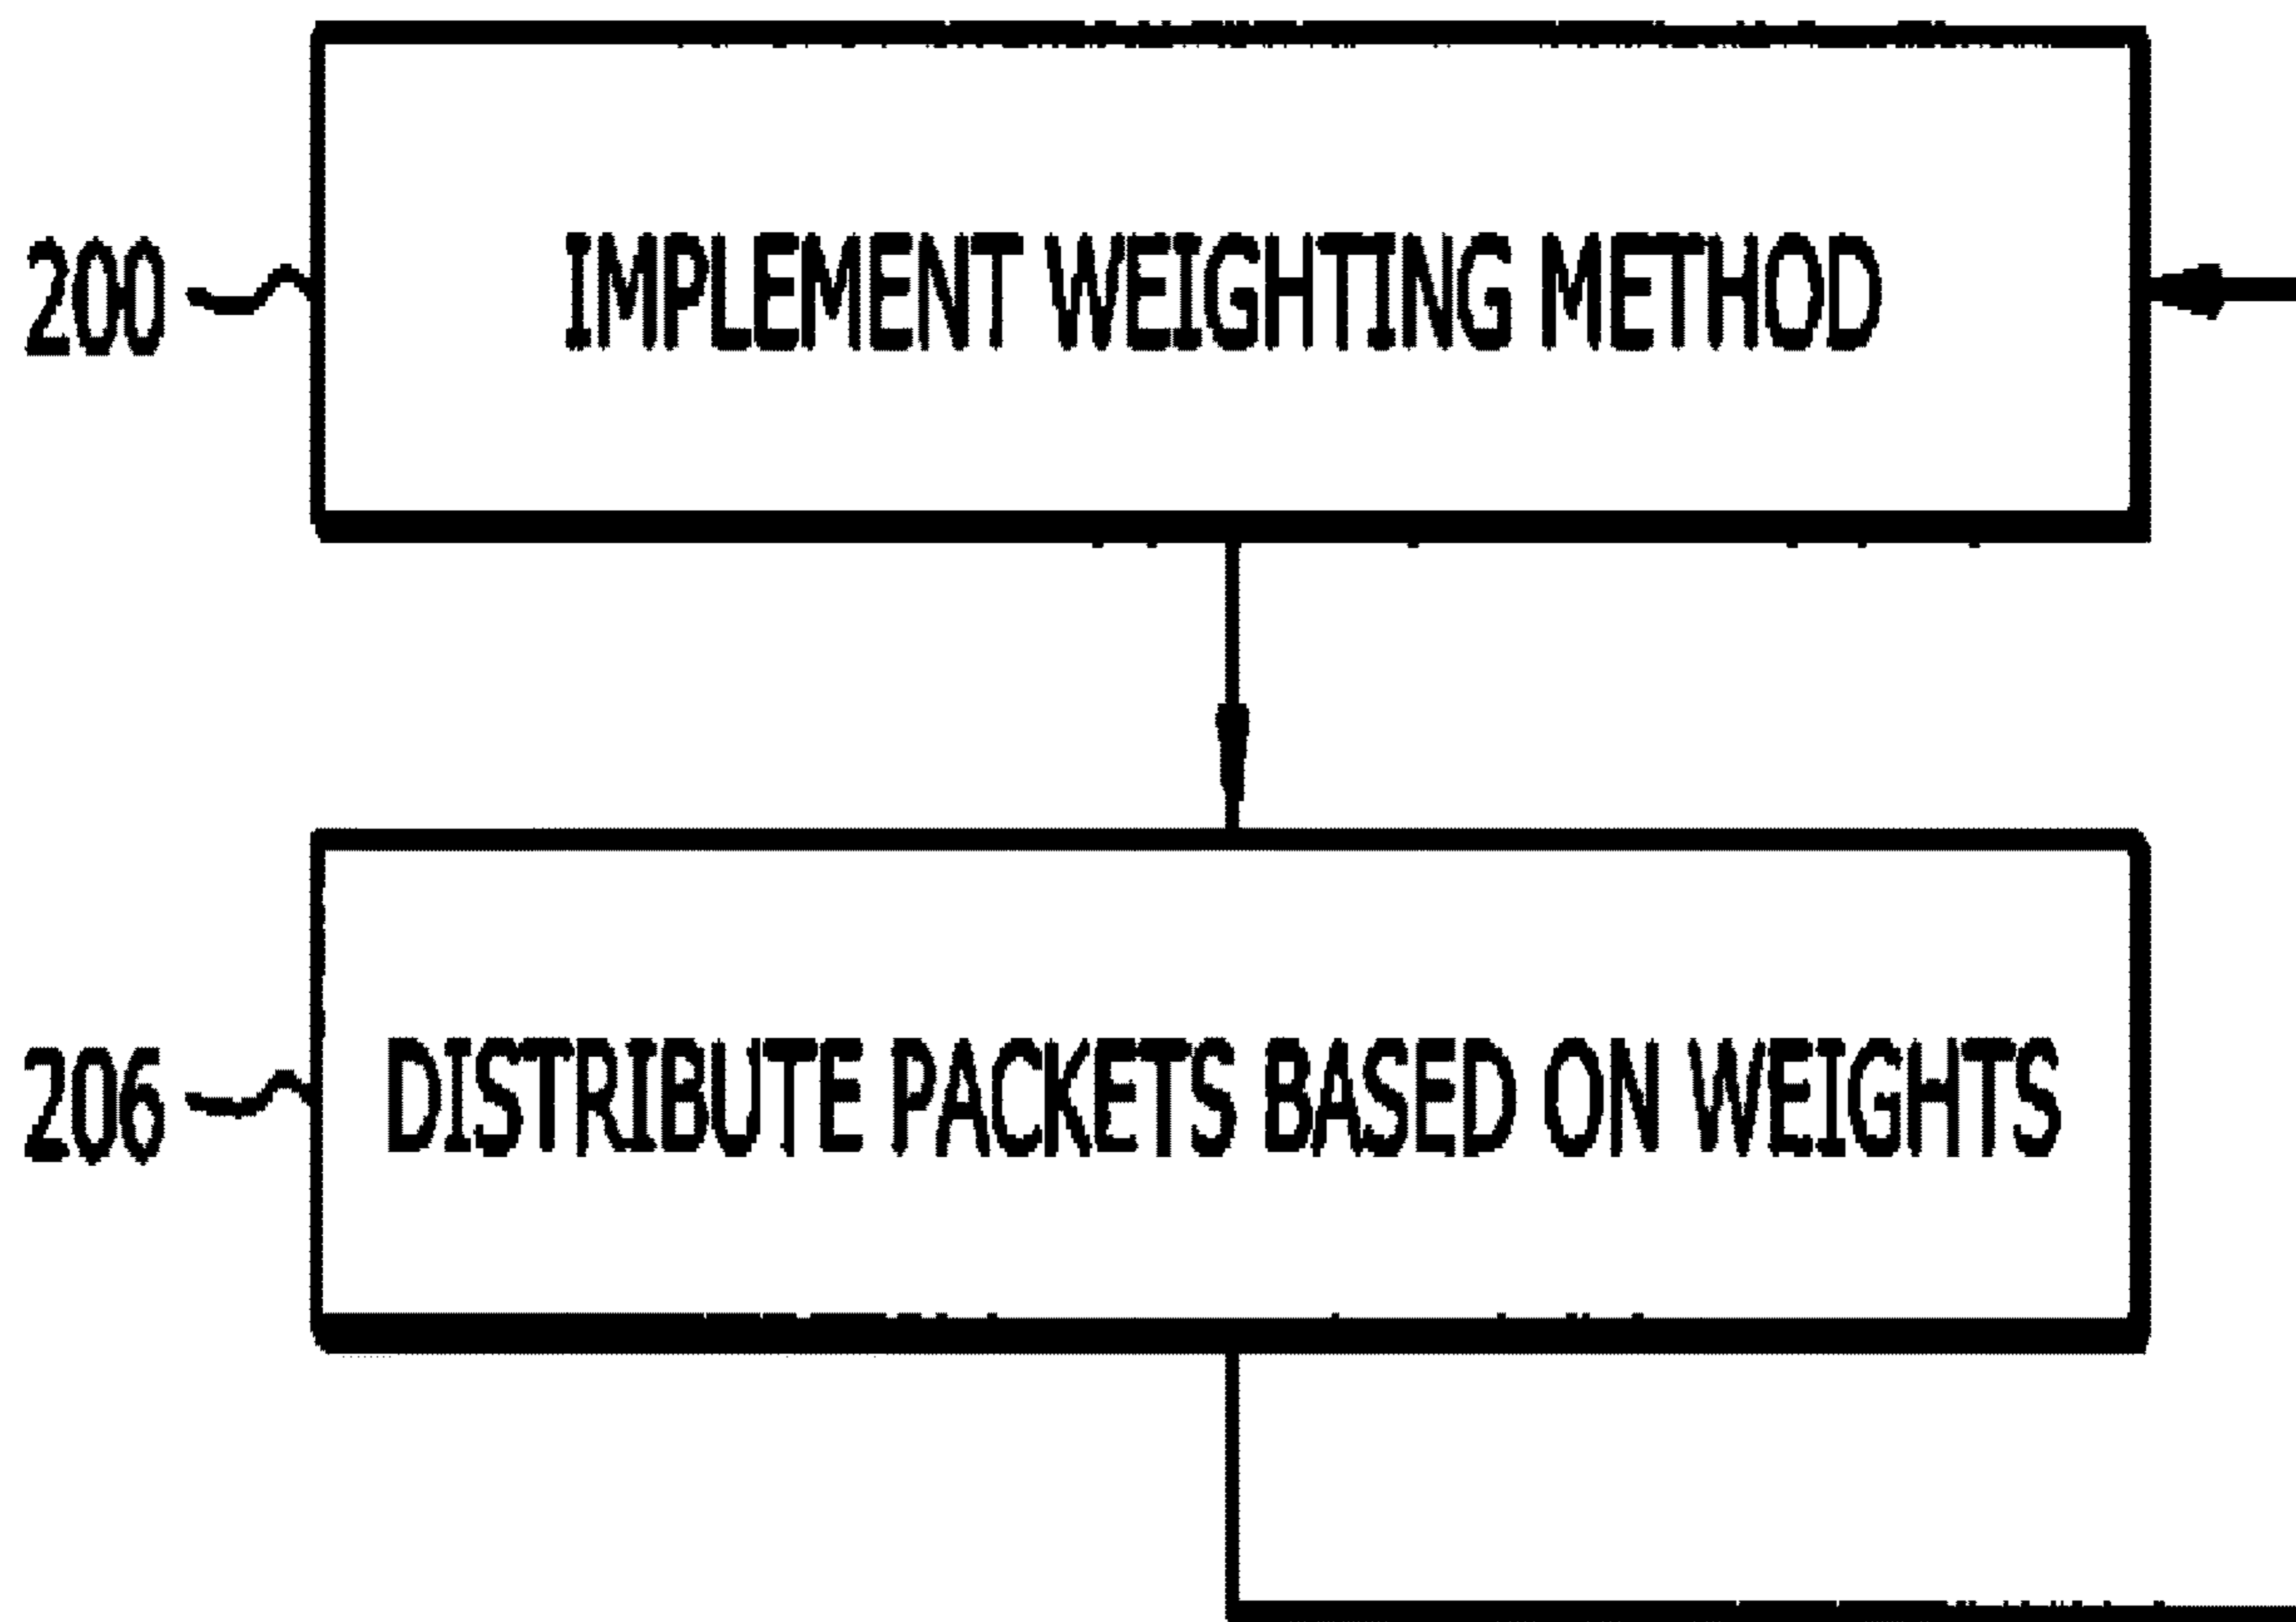 200
IMPLEMENT WEIGHTING METHOD
206
DISTRIBUTE PACKETS BASED ON WEIGHTS